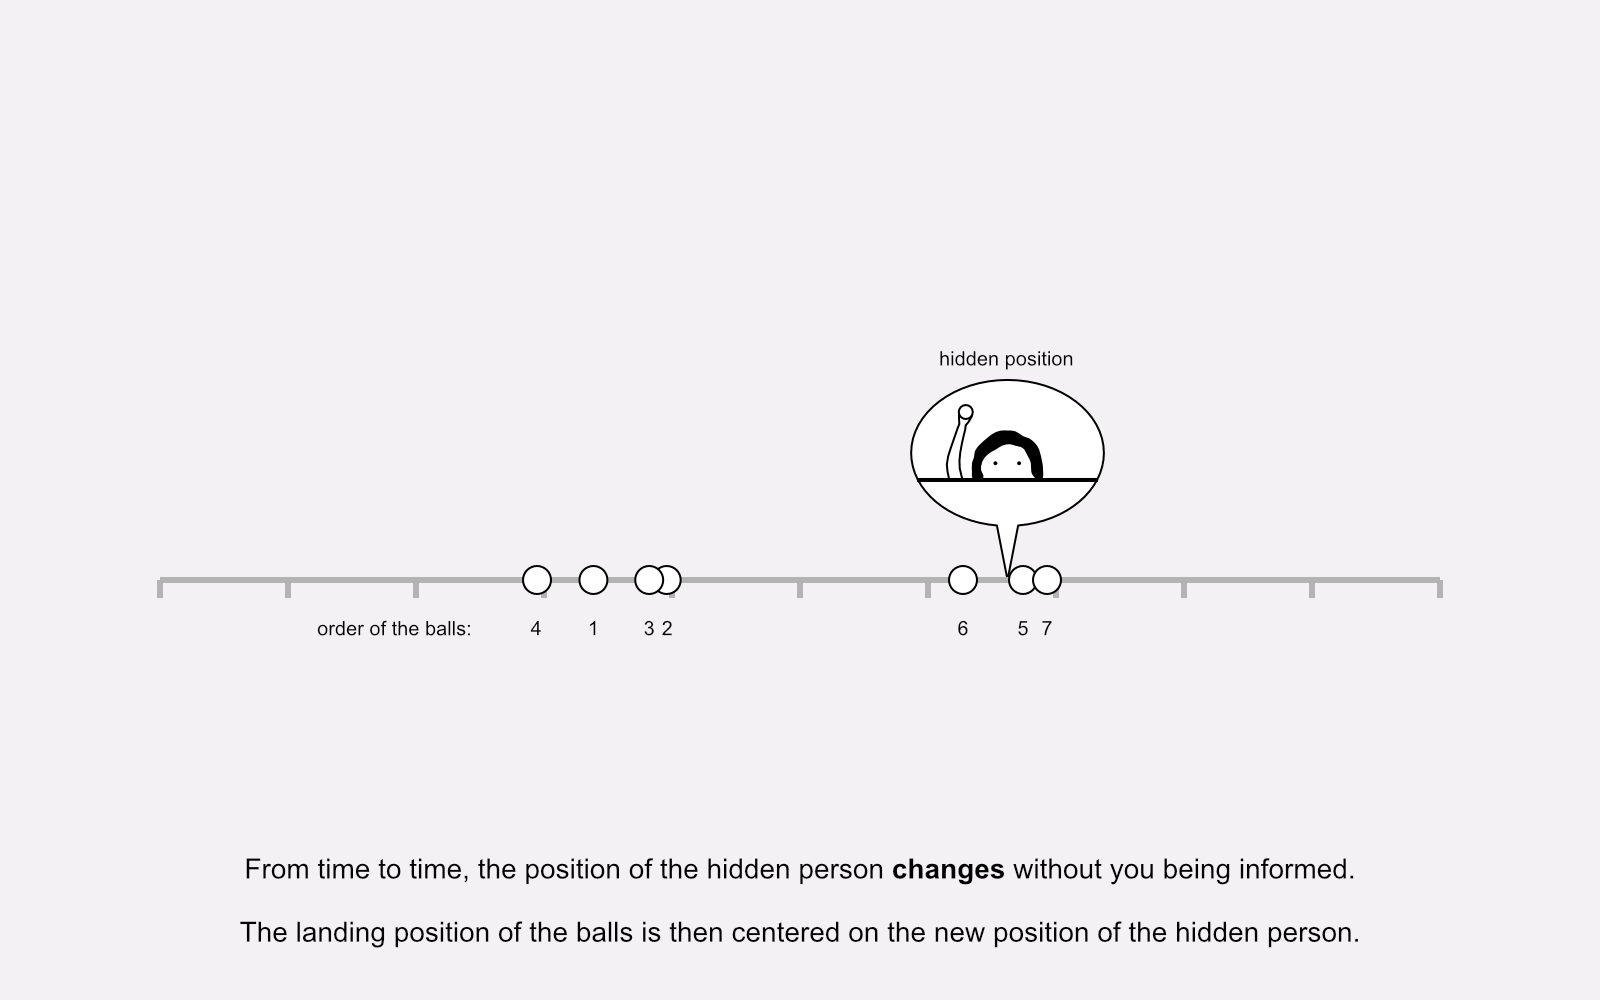 hidden position
order of the balls: 4 1 3 2 6 5 7
From time to time, the position of the hidden person changes without you being informed.
The landing position of the balls is then centered on the new position of the hidden person.